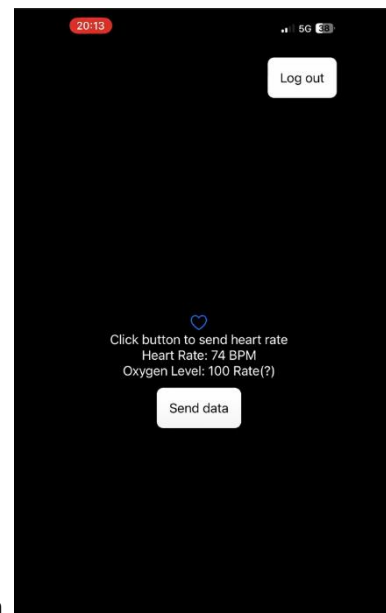 20:13
5G 38
Log out
Click button to send heart rate
Heart Rate: 74 BPM
Oxygen Level: 100 Rate(?)
Send data